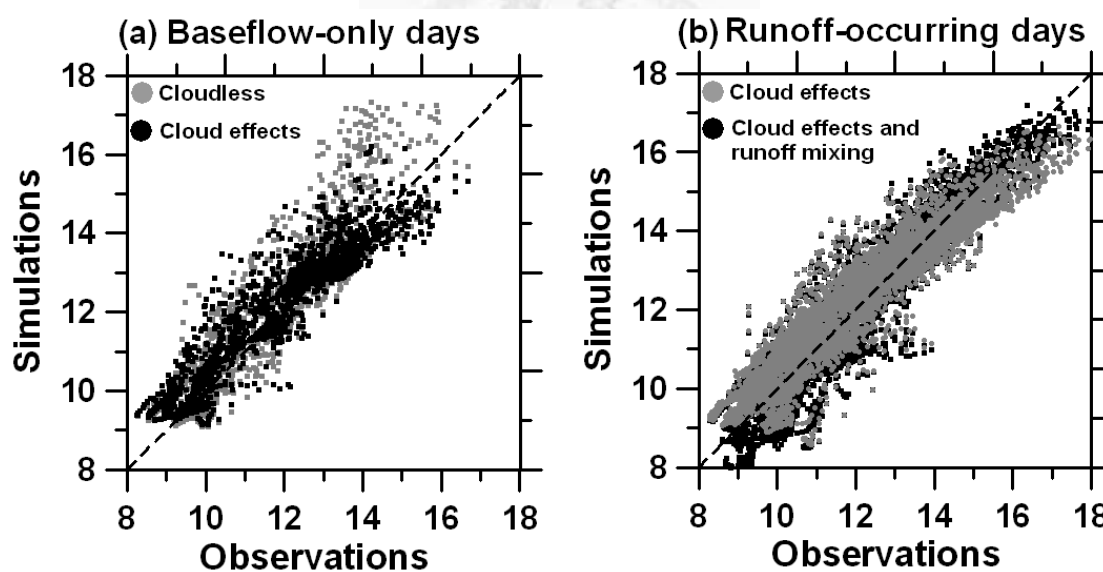 (a) Baseflow-only days
18
16
14
12
10
8
Simulations
Cloudless
Cloud effects
8 10 12 14 16 18
Observations
(b) Runoff-occurring days
18
16
14
12
10
8
Simulations
Cloud effects
Cloud effects and
runoff mixing
8 10 12 14 16 18
Observations